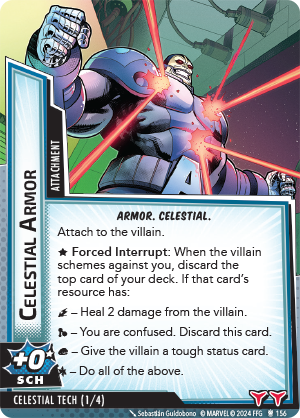 CELESTIAL ARMOR
ATTACHMENT
ARMOR. CELESTIAL.
Attach to the villain.
★ Forced Interrupt: When the villain
schemes against you, discard the
top card of your deck. If that card's
resource has:
– Heal 2 damage from the villain.
– You are confused. Discard this card.
– Give the villain a tough status card.
– Do all of the above.
+0
SCH
CELESTIAL TECH (1/4)
Sebastián Guidobono © MARVEL © 2024 FFG 156